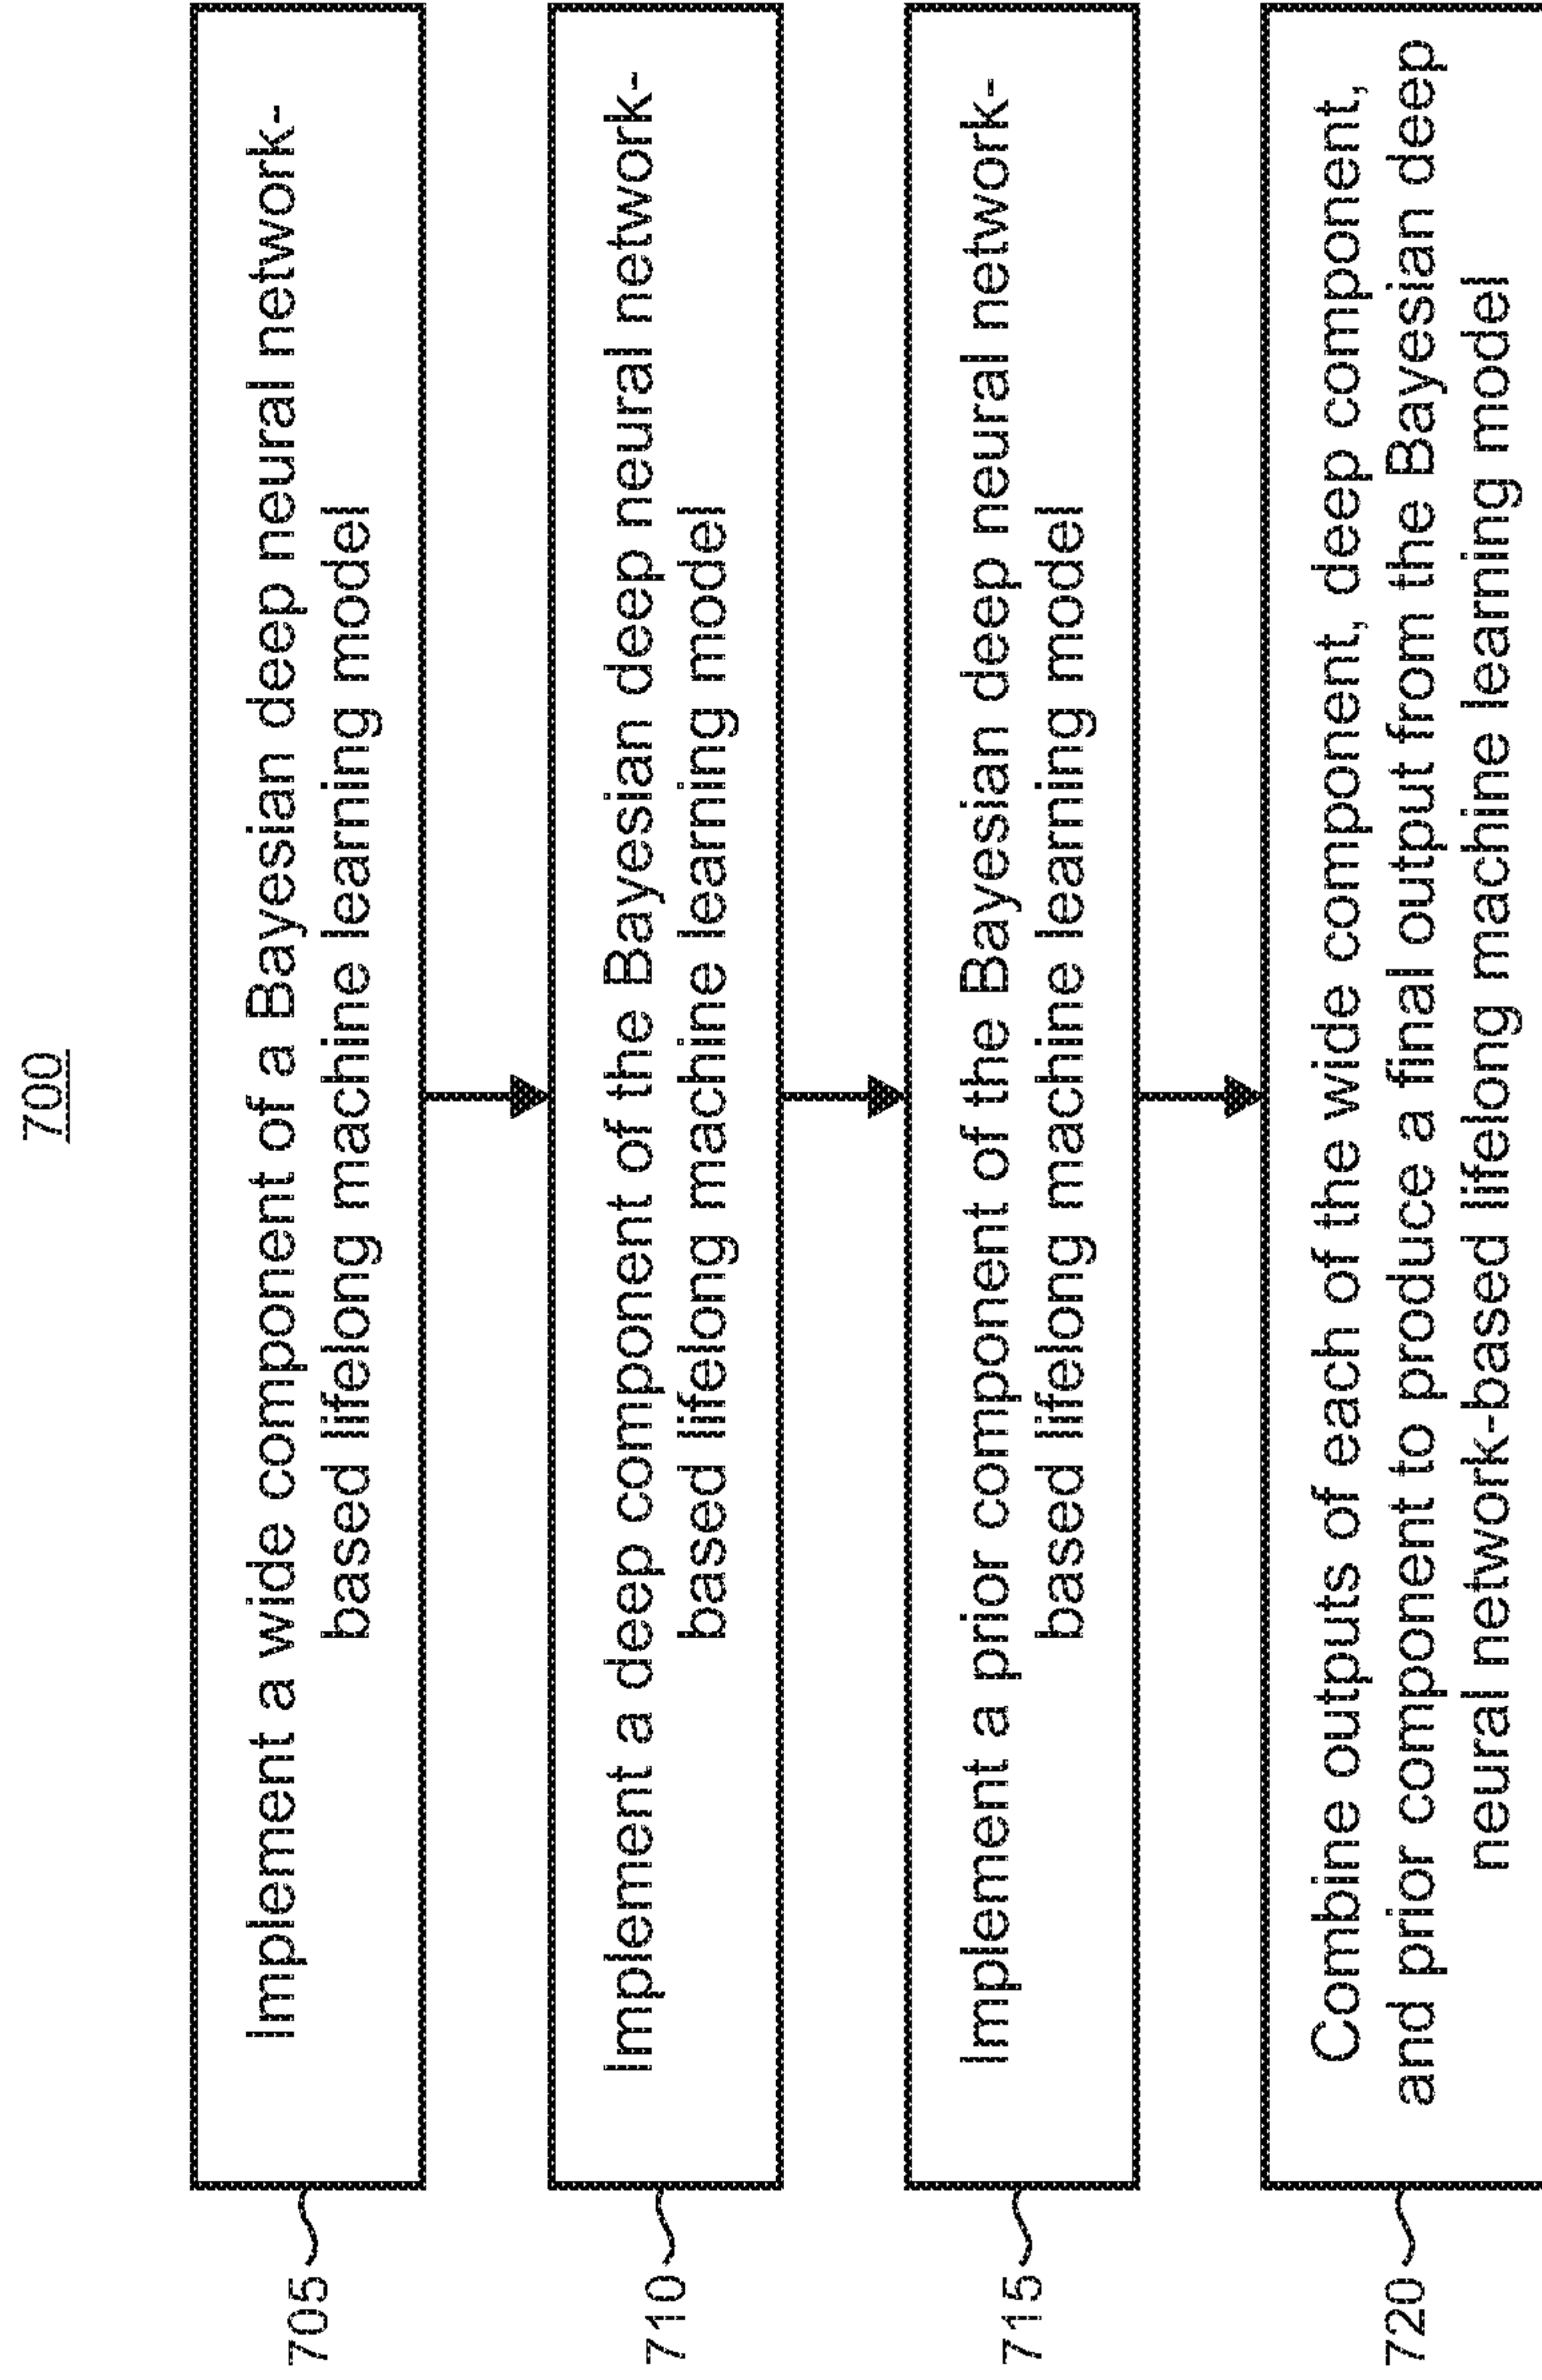 700
705
Implement a wide component of a Bayesian deep neural network-
based lifelong machine learning model
710
Implement a deep component of the Bayesian deep neural network-
based lifelong machine learning model
715
Implement a prior component of the Bayesian deep neural network-
based lifelong machine learning model
720
Combine outputs of each of the wide component, deep component,
and prior component to produce a final output from the Bayesian deep
neural network-based lifelong machine learning model